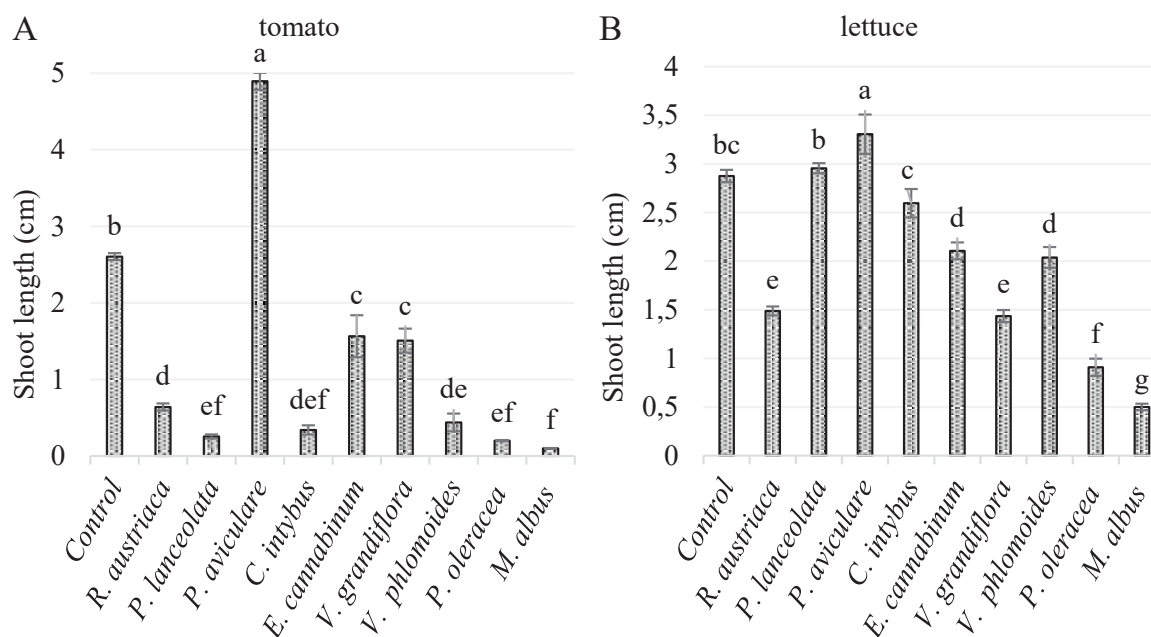 A
tomato
Shoot length (cm)
5
4
3
2
1
0
a
b
c
c
d
de
def
ef
ef
f
Control
R. austriaca
P. lanceolata
P. aviculare
C. intybus
E. cannabinum
V. grandiflora
V. phlomoides
P. oleracea
M. albus
B
lettuce
Shoot length (cm)
4
3,5
3
2,5
2
1,5
1
0,5
0
a
b
bc
c
d
d
e
e
f
g
Control
R. austriaca
P. lanceolata
P. aviculare
C. intybus
E. cannabinum
V. grandiflora
V. phlomoides
P. oleracea
M. albus